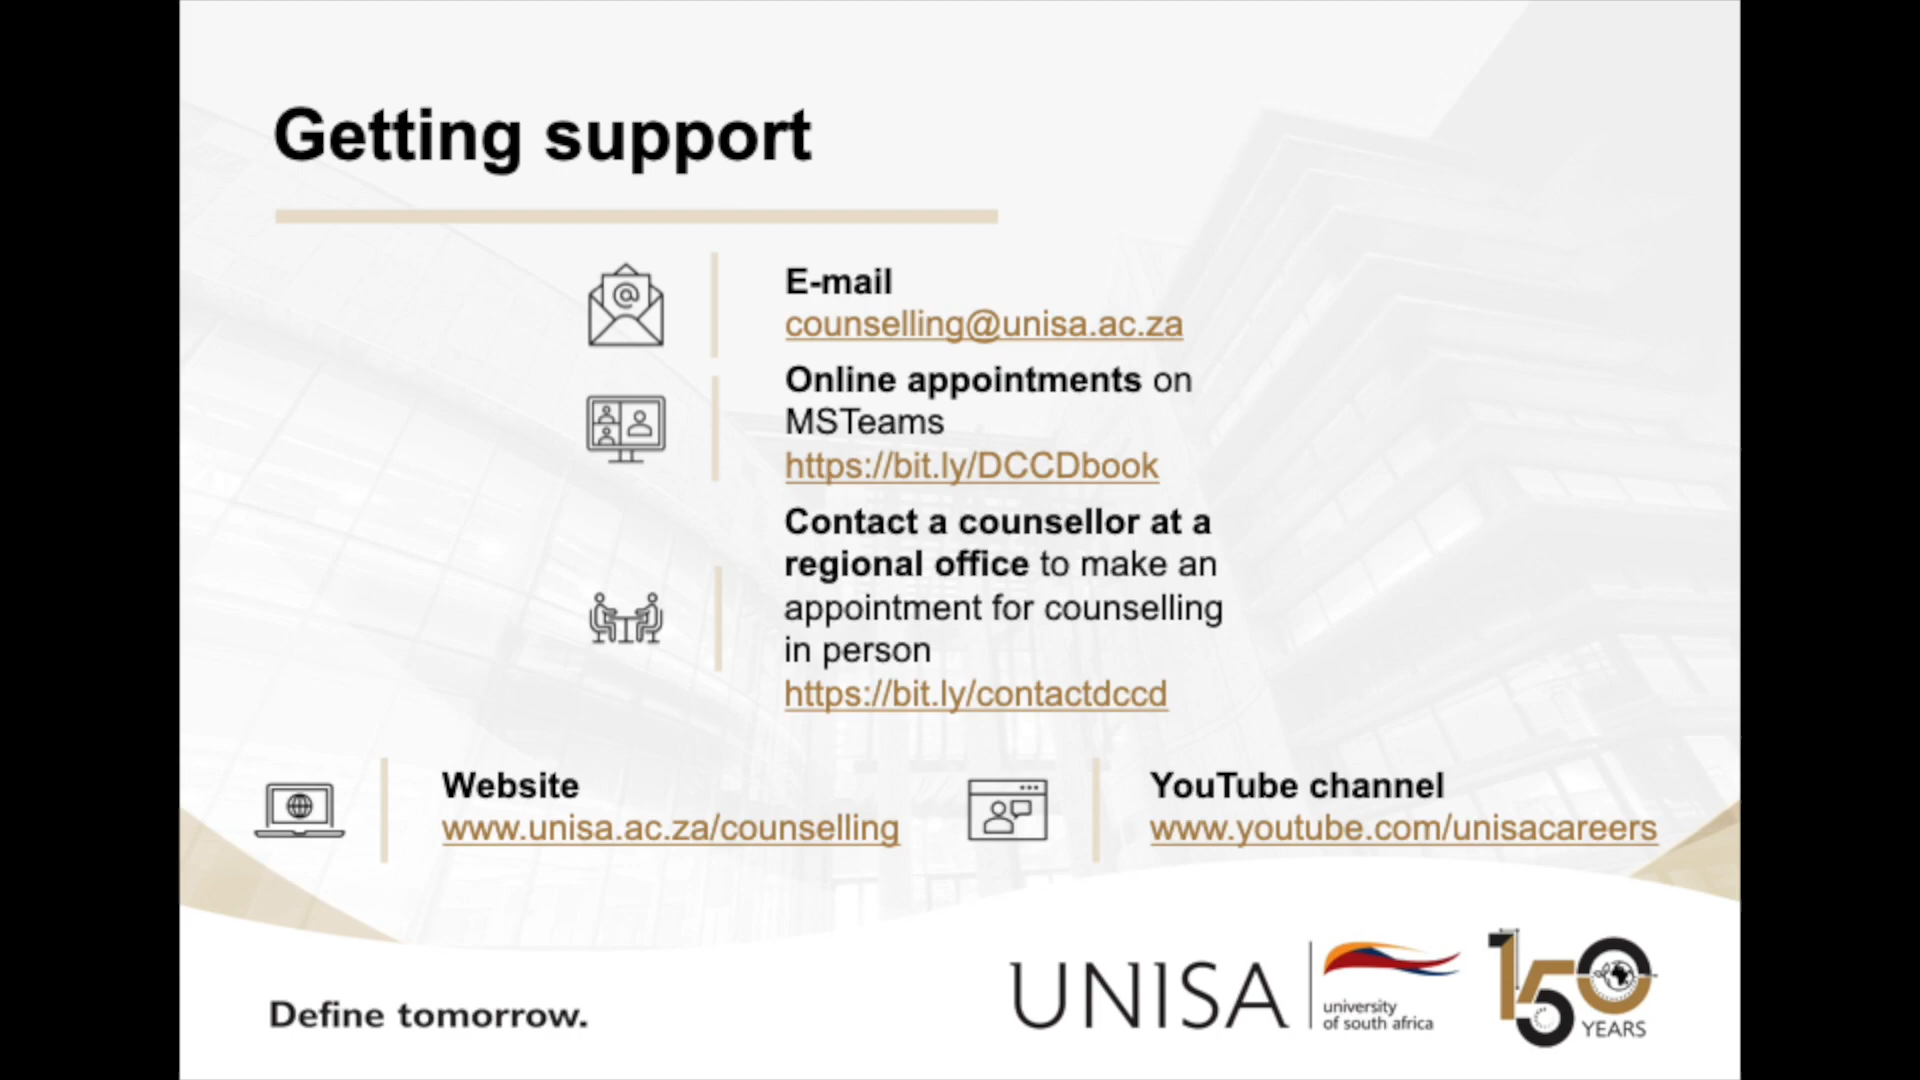 Getting support
E-mail
counselling@unisa.ac.za
Online appointments on
MSTeams
https://bit.ly/DCCDbook
Contact a counsellor at a
regional office to make an
appointment for counselling
in person
https://bit.ly/contactdccd
Website
www.unisa.ac.za/counselling
YouTube channel
www.youtube.com/unisacareers
Define tomorrow.
UNISA
university
of south africa
150
YEARS